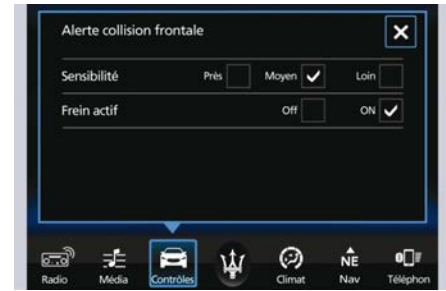 Alerte collision frontale
Sensibilité Près Moyen Loin
Frein actif Off ON
NE
Radio Média Contrôles Climat Nav Téléphon